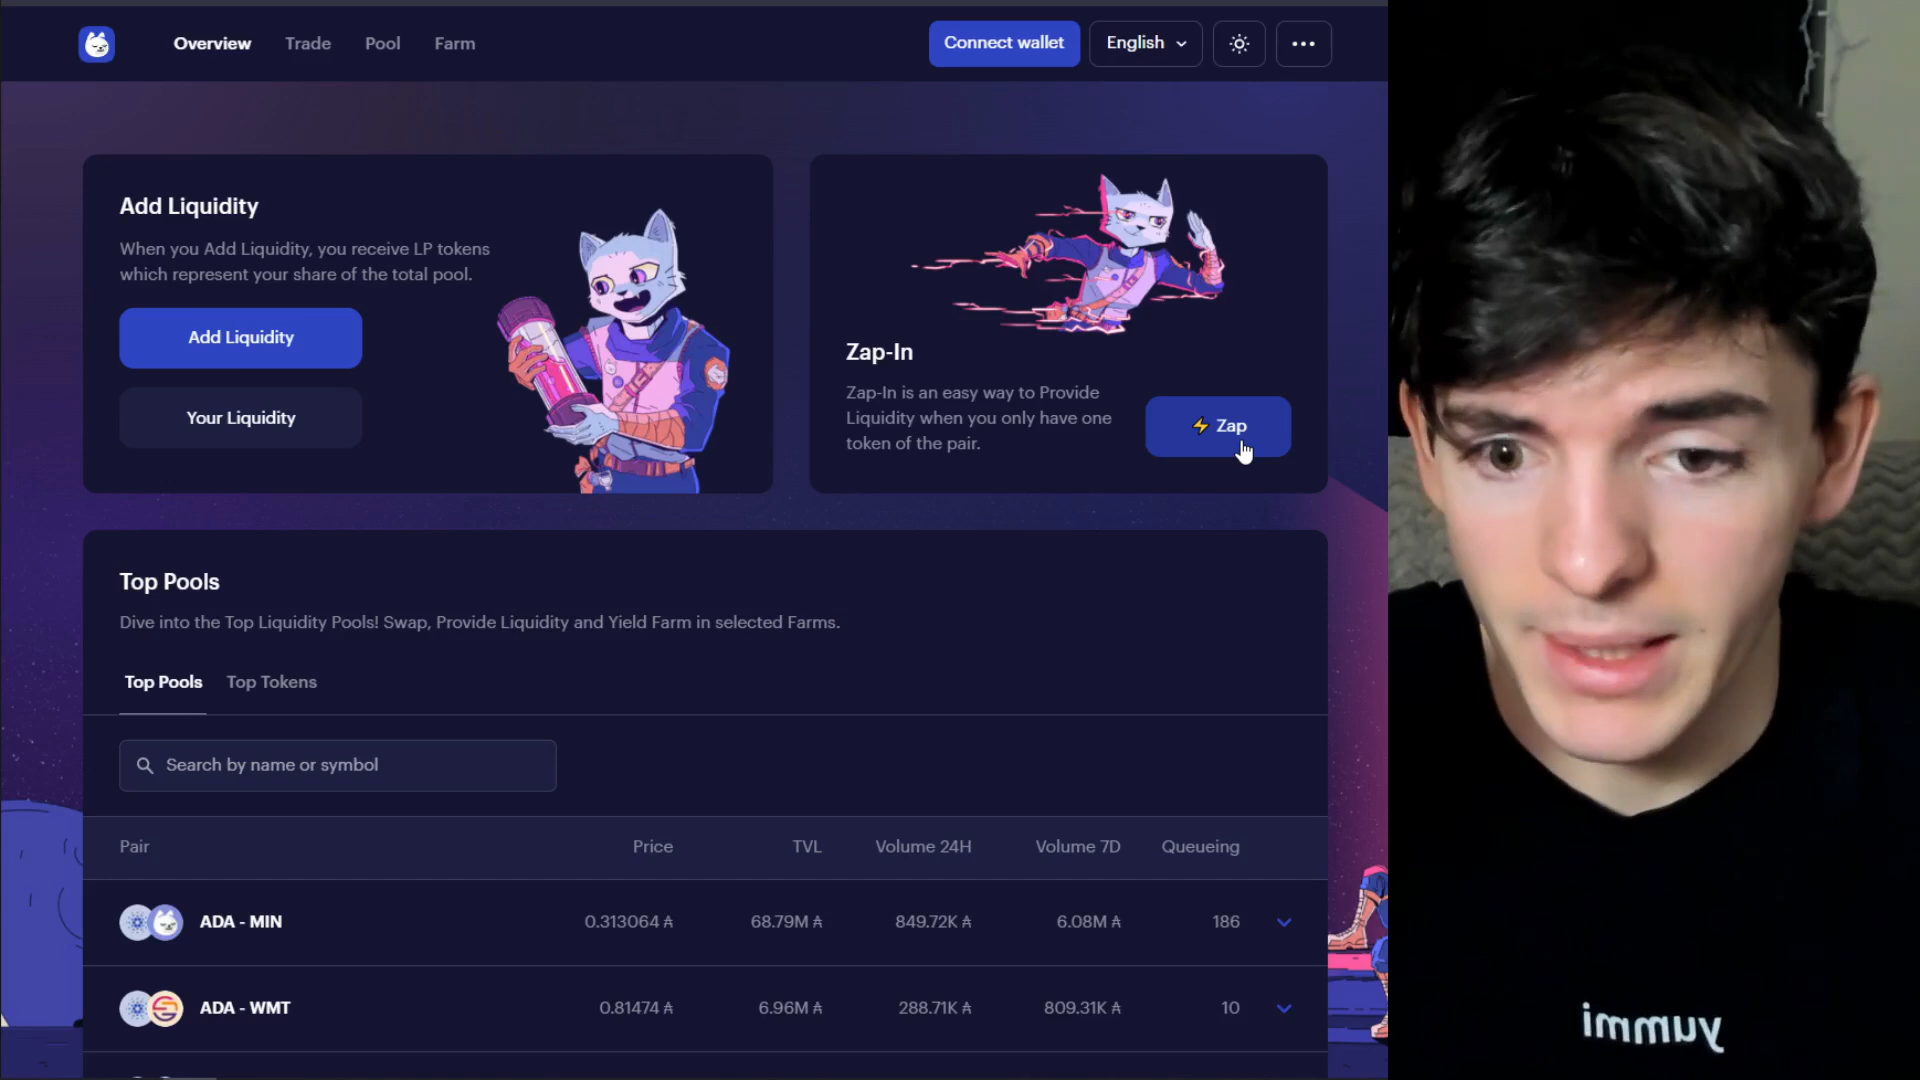 Overview Trade Pool Farm Connect wallet English
Add Liquidity
When you Add Liquidity, you receive LP tokens
which represent your share of the total pool.
Add Liquidity
Your Liquidity
Zap-In
Zap-In is an easy way to Provide
Liquidity when you only have one
token of the pair.
Zap
Top Pools
Dive into the Top Liquidity Pools! Swap, Provide Liquidity and Yield Farm in selected Farms.
Top Pools Top Tokens
Search by name or symbol
Pair Price TVL Volume 24H Volume 7D Queueing
ADA - MIN 0.313064 ₳ 68.79M ₳ 849.72K ₳ 6.08M ₳ 186
ADA - WMT 0.81474 ₳ 6.96M ₳ 288.71K ₳ 809.31K ₳ 10
yummi